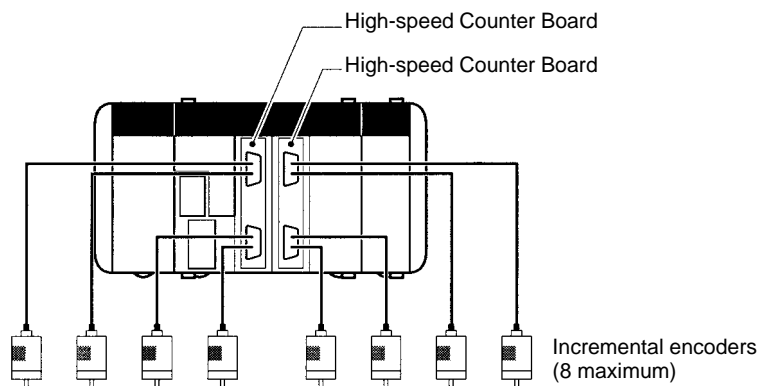 High-speed Counter Board
High-speed Counter Board
Incremental encoders
(8 maximum)